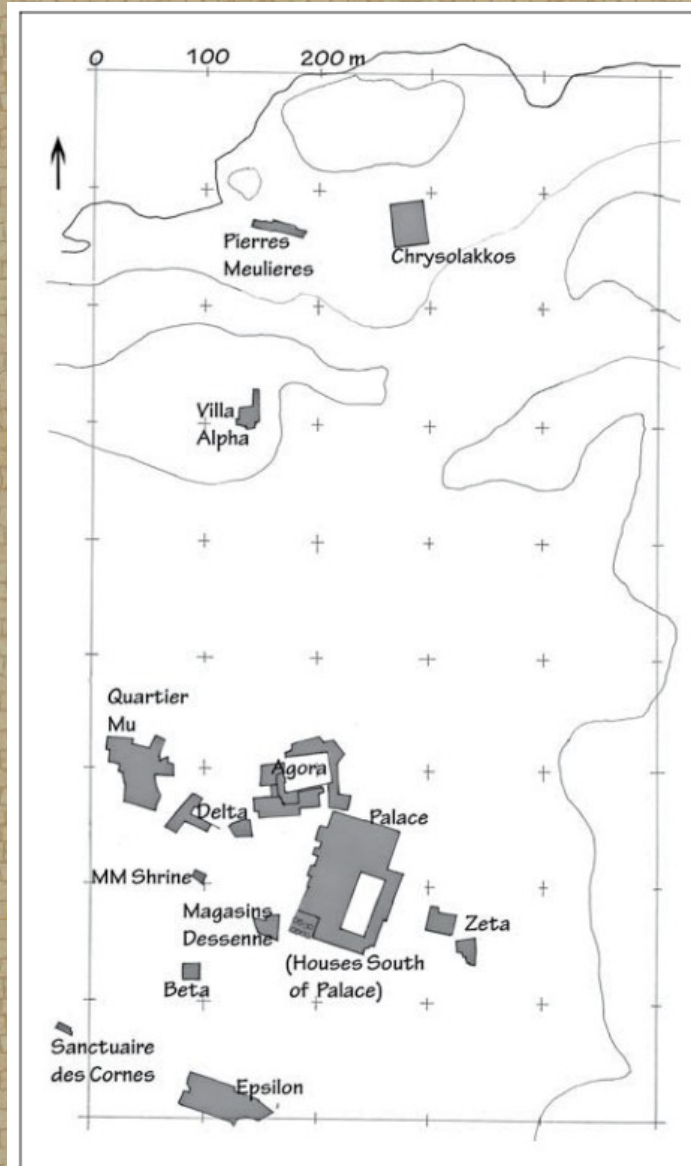 0 100 200 m
Pierres
Meulieres
Chrysolakkos
Villa
Alpha
Quartier
Mu
Agora
Delta
Palace
MM Shrine
Magasins
Dessenne
Zeta
(Houses South
of Palace)
Beta
Sanctuaire
des Cornes
Epsilon